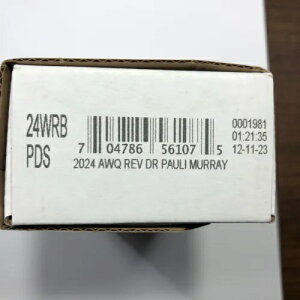 24WRB
PDS
7 04786 56107 5
2024 AWQ REV DR PAULI MURRAY
0001981
01:21:35
12-11-23